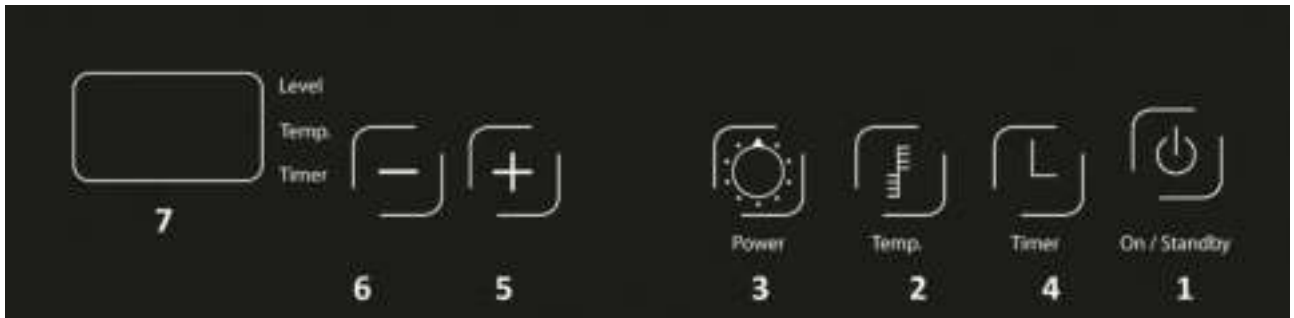 Level
Temp.
Timer
7
−
+
6
5
Power
Temp.
Timer
On / Standby
3
2
4
1